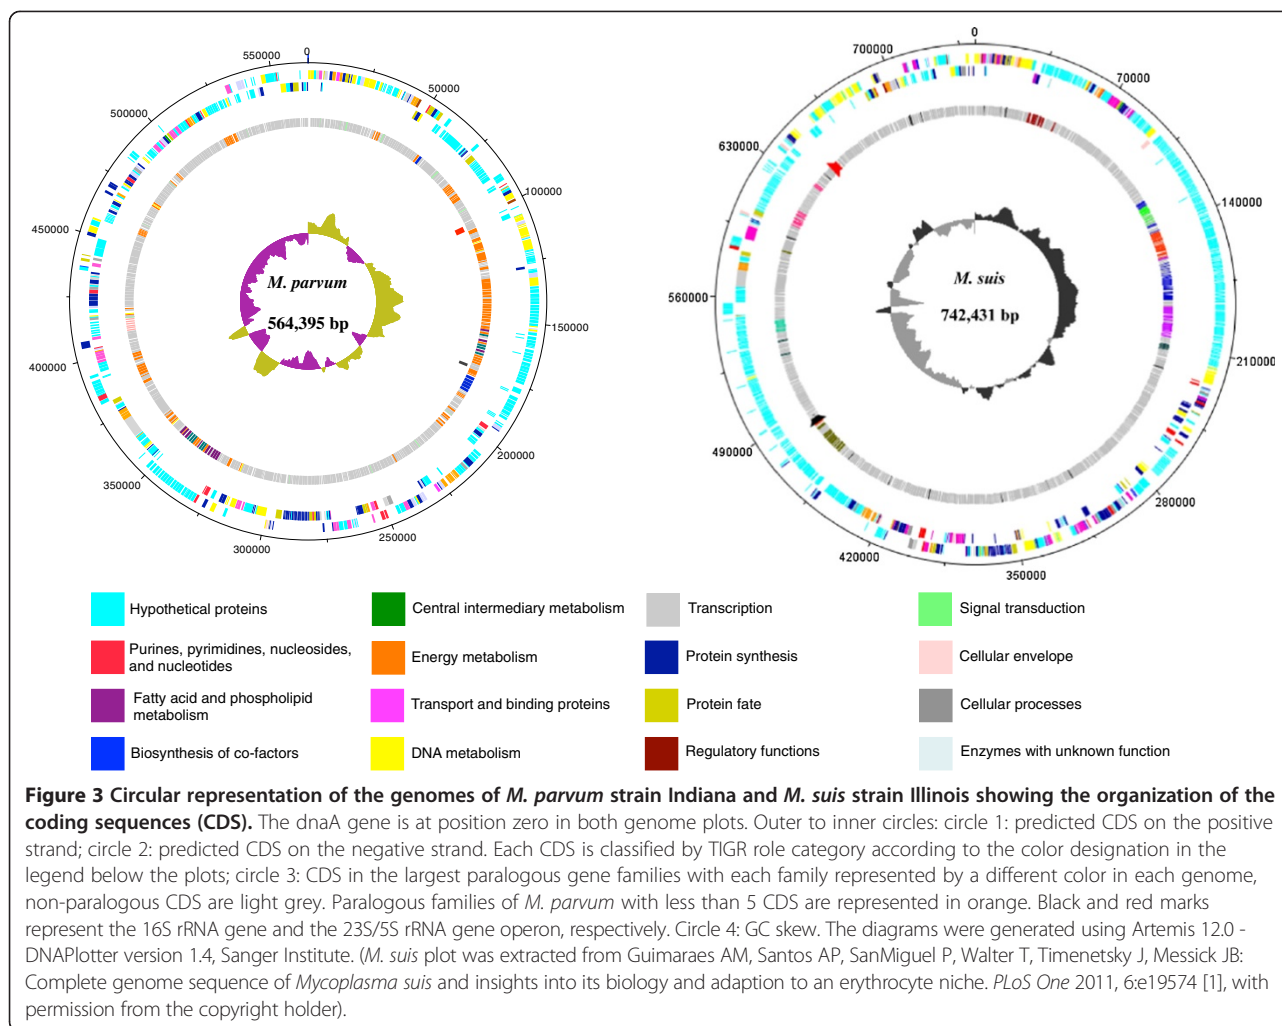 0
50000
100000
150000
200000
250000
300000
350000
400000
450000
500000
550000
M. parvum
564,395 bp
0
70000
140000
210000
280000
350000
420000
490000
560000
630000
700000
M. suis
742,431 bp
Hypothetical proteins
Central intermediary metabolism
Transcription
Signal transduction
Purines, pyrimidines, nucleosides,
and nucleotides
Energy metabolism
Protein synthesis
Cellular envelope
Fatty acid and phospholipid
metabolism
Transport and binding proteins
Protein fate
Cellular processes
Biosynthesis of co-factors
DNA metabolism
Regulatory functions
Enzymes with unknown function
Figure 3 Circular representation of the genomes of M. parvum strain Indiana and M. suis strain Illinois showing the organization of the
coding sequences (CDS). The dnaA gene is at position zero in both genome plots. Outer to inner circles: circle 1: predicted CDS on the positive
strand; circle 2: predicted CDS on the negative strand. Each CDS is classified by TIGR role category according to the color designation in the
legend below the plots; circle 3: CDS in the largest paralogous gene families with each family represented by a different color in each genome,
non-paralogous CDS are light grey. Paralogous families of M. parvum with less than 5 CDS are represented in orange. Black and red marks
represent the 16S rRNA gene and the 23S/5S rRNA gene operon, respectively. Circle 4: GC skew. The diagrams were generated using Artemis 12.0 -
DNAPlotter version 1.4, Sanger Institute. (M. suis plot was extracted from Guimaraes AM, Santos AP, SanMiguel P, Walter T, Timenetsky J, Messick JB:
Complete genome sequence of Mycoplasma suis and insights into its biology and adaption to an erythrocyte niche. PLoS One 2011, 6:e19574 [1], with
permission from the copyright holder).